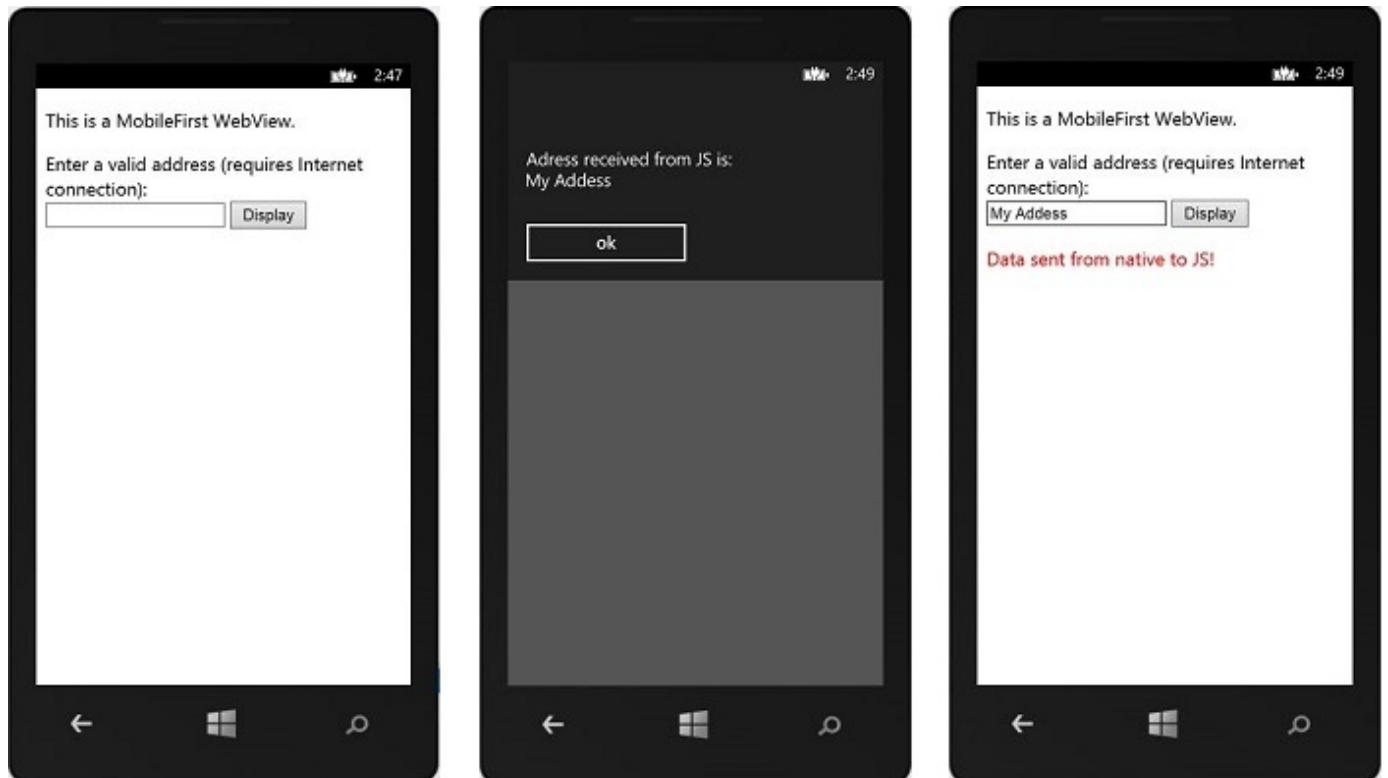 2:47
This is a MobileFirst WebView.
Enter a valid address (requires Internet
connection):
Display
2:49
Adress received from JS is:
My Addess
ok
2:49
This is a MobileFirst WebView.
Enter a valid address (requires Internet
connection):
My Addess Display
Data sent from native to JS!